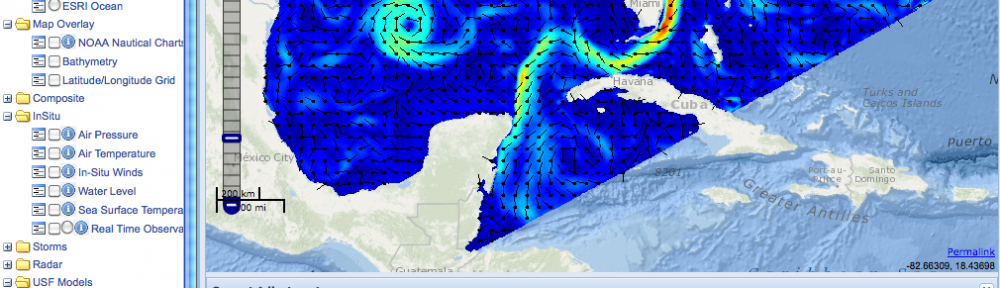 ESRI Ocean
Map Overlay
NOAA Nautical Charts
Bathymetry
Latitude/Longitude Grid
Composite
InSitu
Air Pressure
Air Temperature
In-Situ Winds
Water Level
Sea Surface Tempera
Real Time Observa
Storms
Radar
USF Models
Miami
Havana
Cuba
Turks and
Caicos Islands
N
México City
Puerto
Port-au-
Prince
Santo
Domingo
8201
Greater Antilles
200 km
00 mi
Guatemala
Permalink
-82.66309, 18.43698